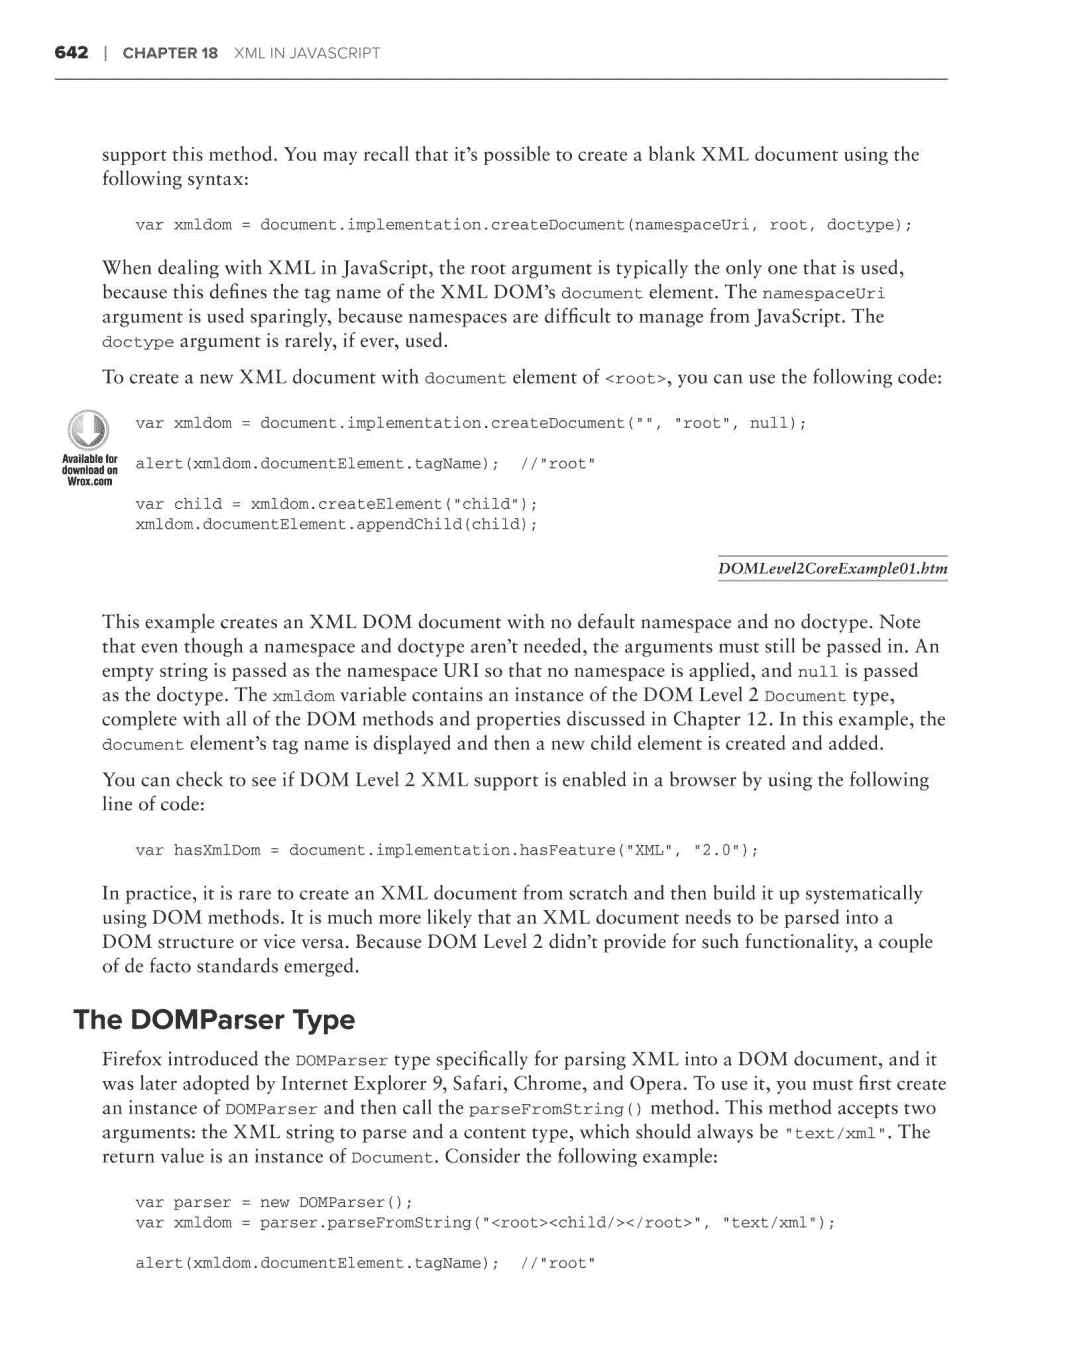 642 | CHAPTER 18 XML IN JAVASCRIPT
support this method. You may recall that it's possible to create a blank XML document using the
following syntax:
var xmldom = document.implementation.createDocument(namespaceUri, root, doctype);
When dealing with XML in JavaScript, the root argument is typically the only one that is used,
because this defines the tag name of the XML DOM's document element. The namespaceUri
argument is used sparingly, because namespaces are difficult to manage from JavaScript. The
doctype argument is rarely, if ever, used.
To create a new XML document with document element of <root>, you can use the following code:
var xmldom = document.implementation.createDocument("", "root", null);
Available for
download on
Wrox.com
alert(xmldom.documentElement.tagName); //"root"
var child = xmldom.createElement("child");
xmldom.documentElement.appendChild(child);
DOMLevel2CoreExample01.htm
This example creates an XML DOM document with no default namespace and no doctype. Note
that even though a namespace and doctype aren't needed, the arguments must still be passed in. An
empty string is passed as the namespace URI so that no namespace is applied, and null is passed
as the doctype. The xmldom variable contains an instance of the DOM Level 2 Document type,
complete with all of the DOM methods and properties discussed in Chapter 12. In this example, the
document element's tag name is displayed and then a new child element is created and added.
You can check to see if DOM Level 2 XML support is enabled in a browser by using the following
line of code:
var hasXmlDom = document.implementation.hasFeature("XML", "2.0");
In practice, it is rare to create an XML document from scratch and then build it up systematically
using DOM methods. It is much more likely that an XML document needs to be parsed into a
DOM structure or vice versa. Because DOM Level 2 didn't provide for such functionality, a couple
of de facto standards emerged.
The DOMParser Type
Firefox introduced the DOMParser type specifically for parsing XML into a DOM document, and it
was later adopted by Internet Explorer 9, Safari, Chrome, and Opera. To use it, you must first create
an instance of DOMParser and then call the parseFromString() method. This method accepts two
arguments: the XML string to parse and a content type, which should always be "text/xml". The
return value is an instance of Document. Consider the following example:
var parser = new DOMParser();
var xmldom = parser.parseFromString("<root><child/></root>", "text/xml");
alert(xmldom.documentElement.tagName); //"root"